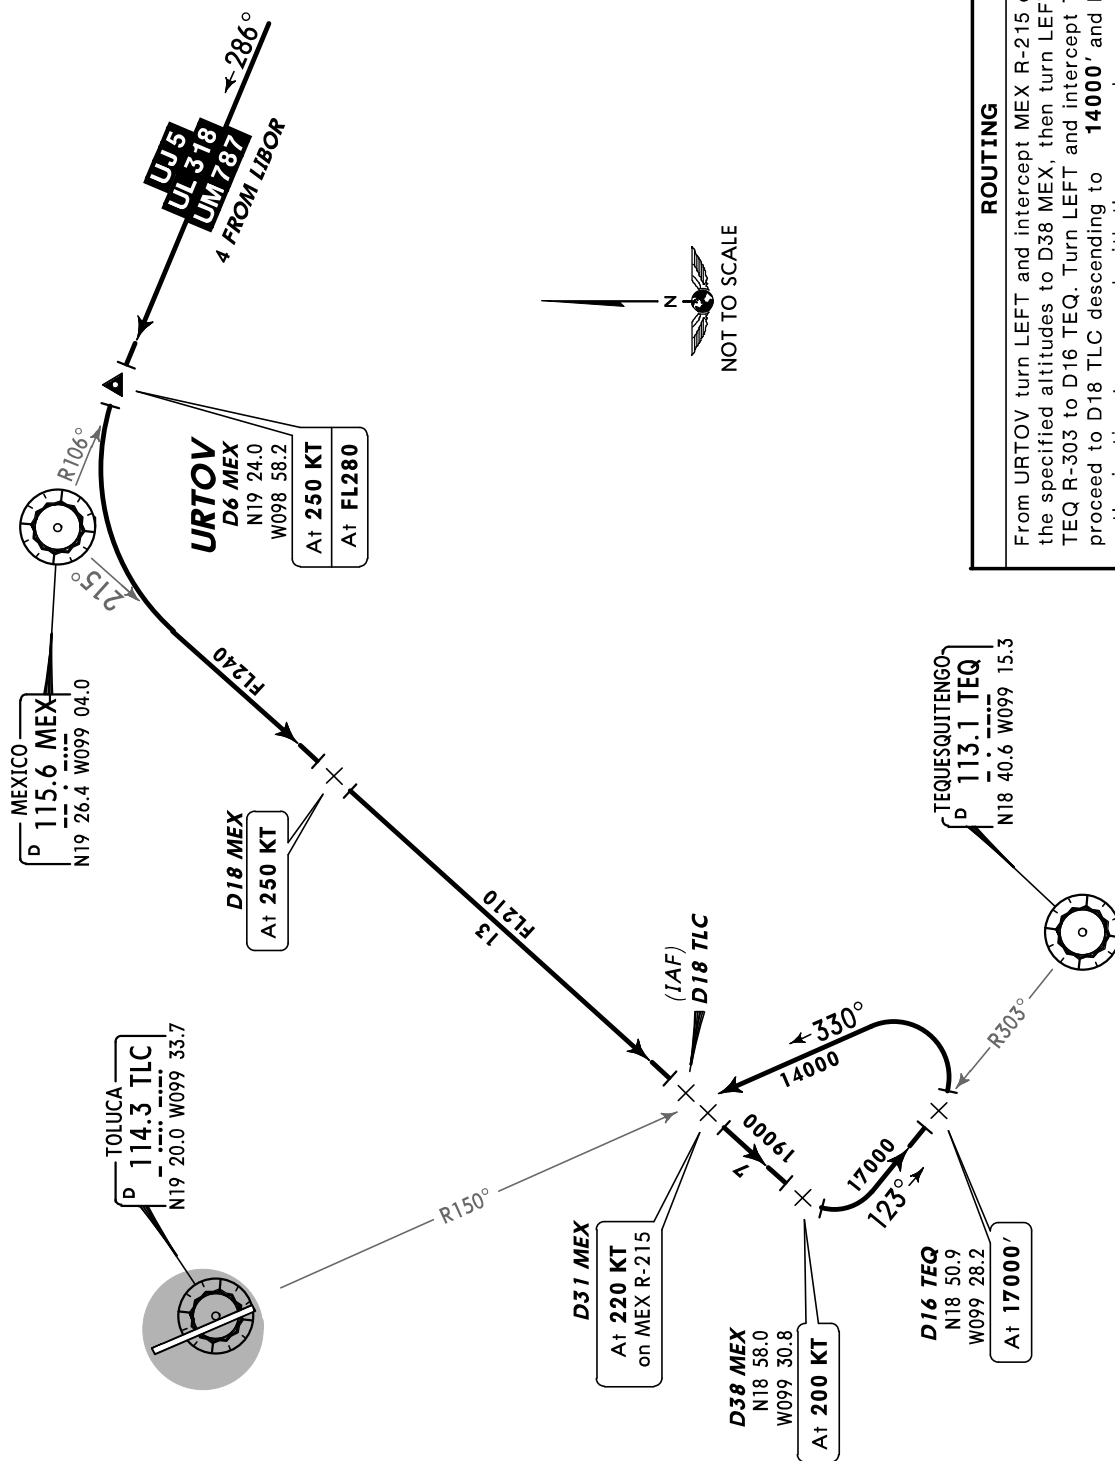 MEXICO
D
115.6 MEX
N19 26.4 W099 04.0
R106°
215°
UJ 5
UL 318
UM 787
286°
4 FROM LIBOR
URTOV
D6 MEX
N19 24.0
W098 58.2
At 250 KT
At FL280
FL240
D18 MEX
At 250 KT
13
FL210
N
NOT TO SCALE
TOLUCA
D
114.3 TLC
N19 20.0 W099 33.7
R150°
(IAF)
D18 TLC
D31 MEX
At 220 KT
on MEX R-215
19000
7
D38 MEX
N18 58.0
W099 30.8
At 200 KT
17000
123°
D16 TEQ
N18 50.9
W099 28.2
At 17000'
330°
14000
R303°
TEQUESQUITENGO
D
113.1 TEQ
N18 40.6 W099 15.3
ROUTING
From URTOV turn LEFT and intercept MEX R-215
the specified altitudes to D38 MEX, then turn LEF
TEQ R-303 to D16 TEQ. Turn LEFT and intercept
proceed to D18 TLC descending to 14000' and